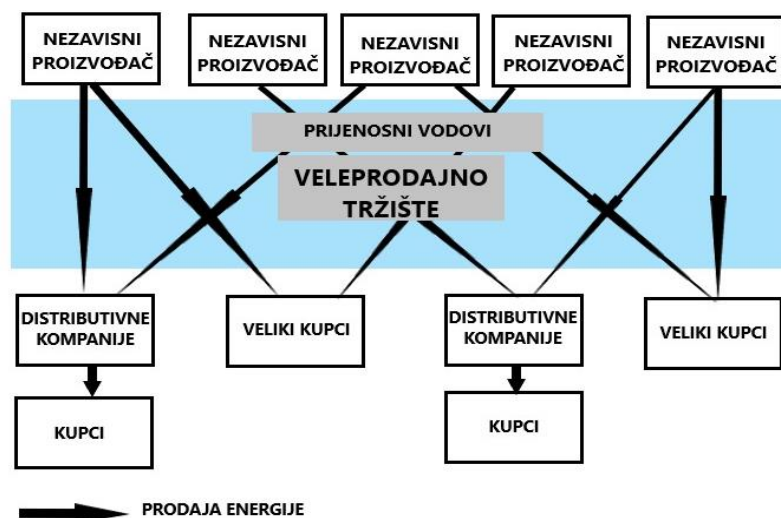 NEZAVISNI
PROIZVOĐAČ
NEZAVISNI
PROIZVOĐAČ
NEZAVISNI
PROIZVOĐAČ
NEZAVISNI
PROIZVOĐAČ
NEZAVISNI
PROIZVOĐAČ
PRIJENOSNI VODOVI
VELEPRODAJNO
TRŽIŠTE
DISTRIBUTIVNE
KOMPANIJE
VELIKI KUPCI
DISTRIBUTIVNE
KOMPANIJE
VELIKI KUPCI
KUPCI
KUPCI
PRODAJA ENERGIJE